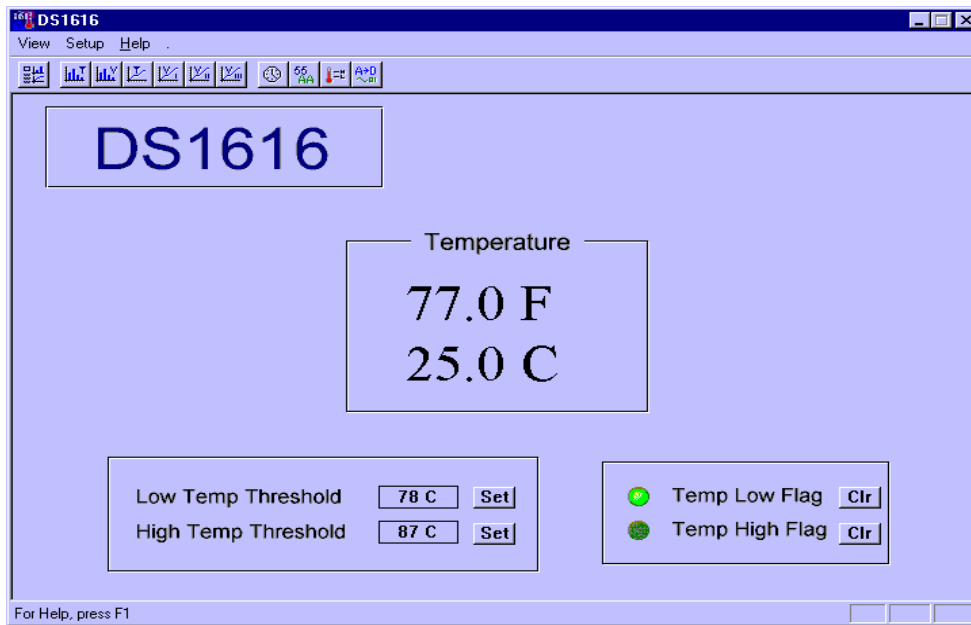 DS1616
View Setup Help .
DS1616
Temperature
77.0 F
25.0 C
Low Temp Threshold 78 C Set
High Temp Threshold 87 C Set
Temp Low Flag Clr
Temp High Flag Clr
For Help, press F1